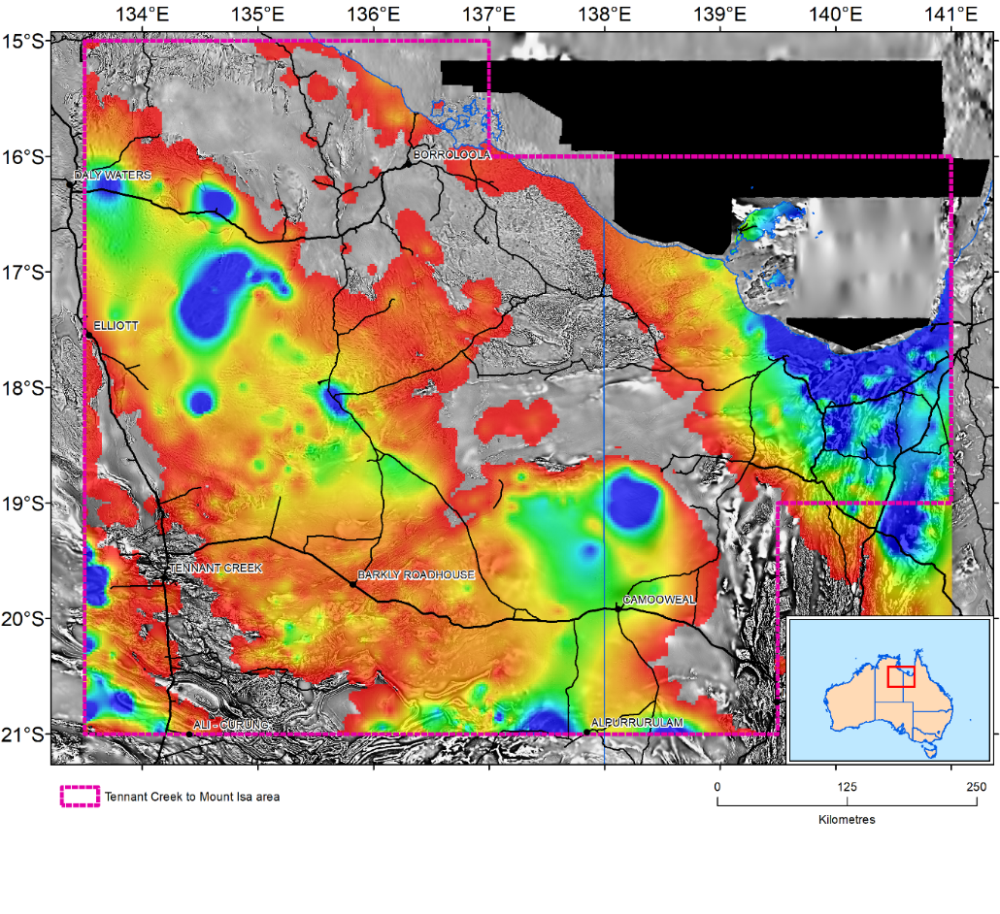 134°E 135°E 136°E 137°E 138°E 139°E 140°E 141°E
15°S
16°S
BORROLOOLA
DALY WATERS
17°S
ELLIOTT
18°S
19°S
TENNANT CREEK
BARKLY ROADHOUSE
CAMOOWEAL
20°S
ALI - CURUNG
ALPURRURULAM
21°S
Tennant Creek to Mount Isa area
0 125 250
Kilometres